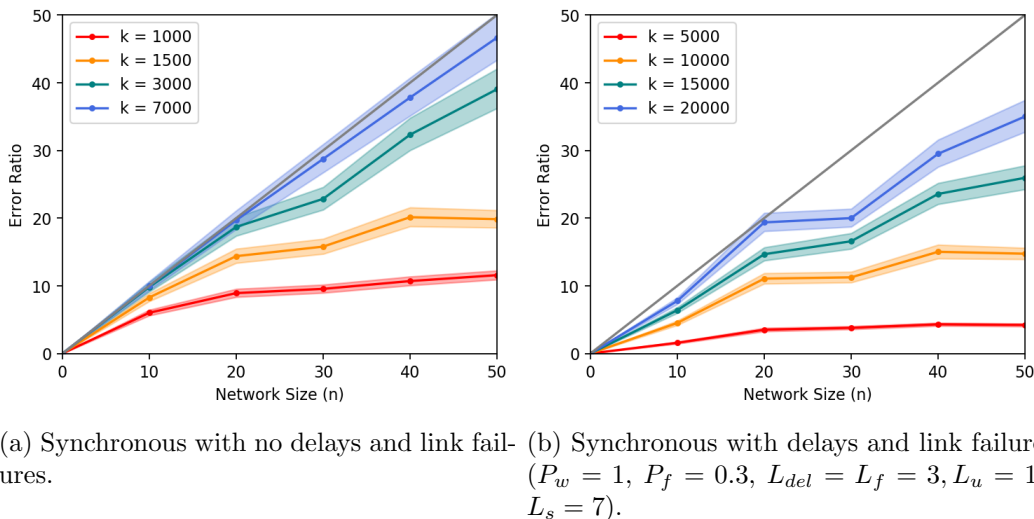 50
40
30
20
10
0
Error Ratio
k = 1000
k = 1500
k = 3000
k = 7000
0 10 20 30 40 50
Network Size (n)
50
40
30
20
10
0
Error Ratio
k = 5000
k = 10000
k = 15000
k = 20000
0 10 20 30 40 50
Network Size (n)
(a) Synchronous with no delays and link fail-
ures.
(b) Synchronous with delays and link failure
(P_w = 1, P_f = 0.3, L_{del} = L_f = 3, L_u = 1
L_s = 7).